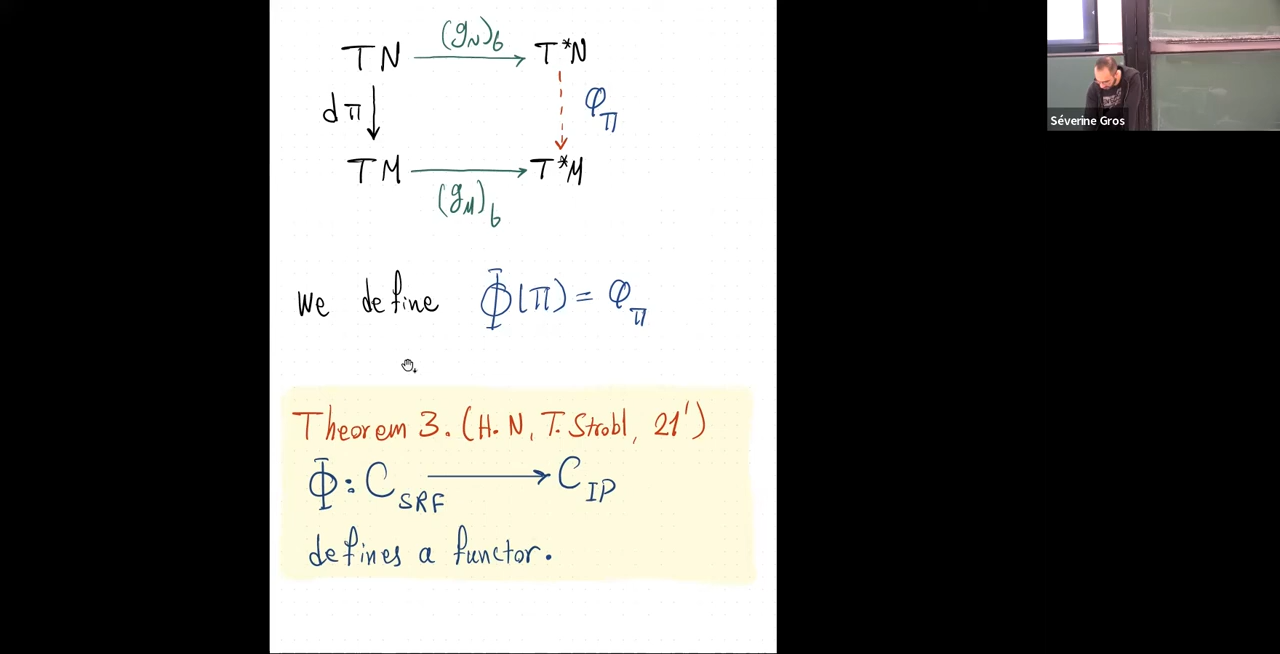 TN (g_N)_b T*N
dπ φ_π
TM (g_M)_b T*M
We define Φ(π) = φ_π
Theorem 3. (H. N, T. Strobl, 21')
Φ: C_SRF ⟶ C_IP
defines a functor.
Séverine Gros